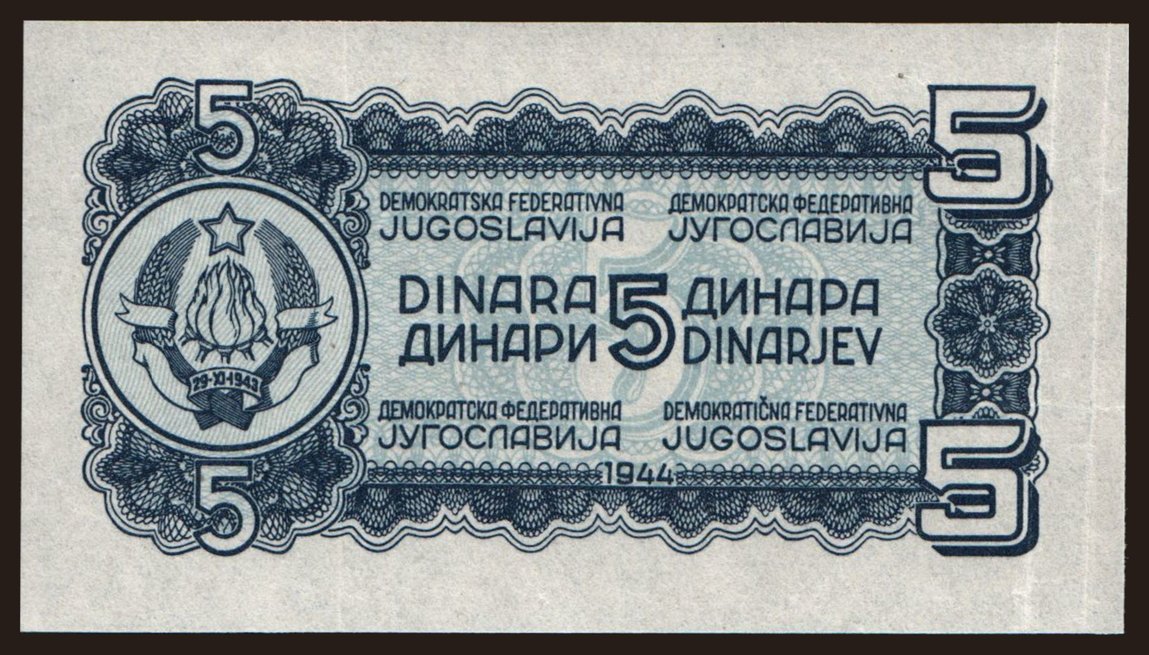 5
5
DEMOKRATSKA FEDERATIVNA
JUGOSLAVIJA
ДЕМОКРАТСКА ФЕДЕРАТИВНА
ЈУГОСЛАВИЈА
DINARA 5 ДИНАРА
ДИНАРИ DINARJEV
29·XI·1943
ДЕМОКРАТСКА ФЕДЕРАТИВНА
ЈУГОСЛАВИЈА
DEMOKRATIČNA FEDERATIVNA
JUGOSLAVIJA
1944
5
5